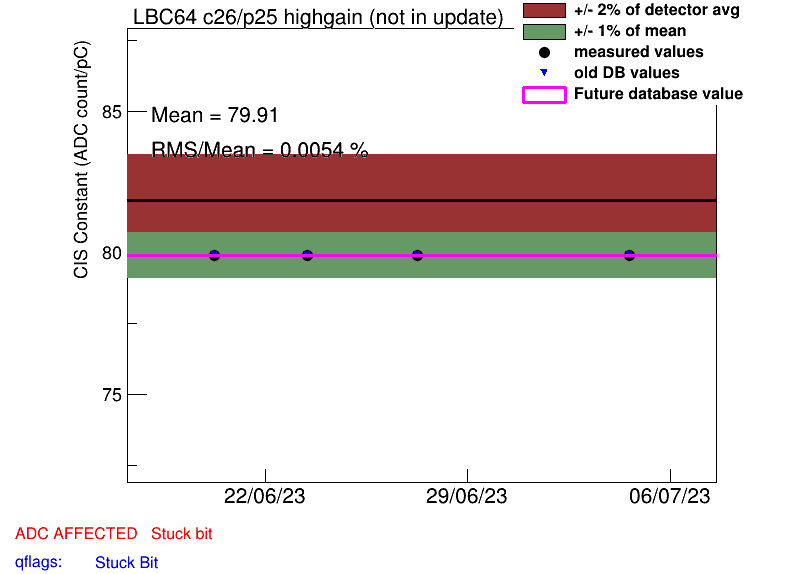 LBC64 c26/p25 highgain (not in update)
+/- 2% of detector avg
+/- 1% of mean
measured values
old DB values
Future database value
CIS Constant (ADC count/pC)
85
Mean = 79.91
RMS/Mean = 0.0054 %
80
75
22/06/23 29/06/23 06/07/23
ADC AFFECTED Stuck bit
qflags: Stuck Bit